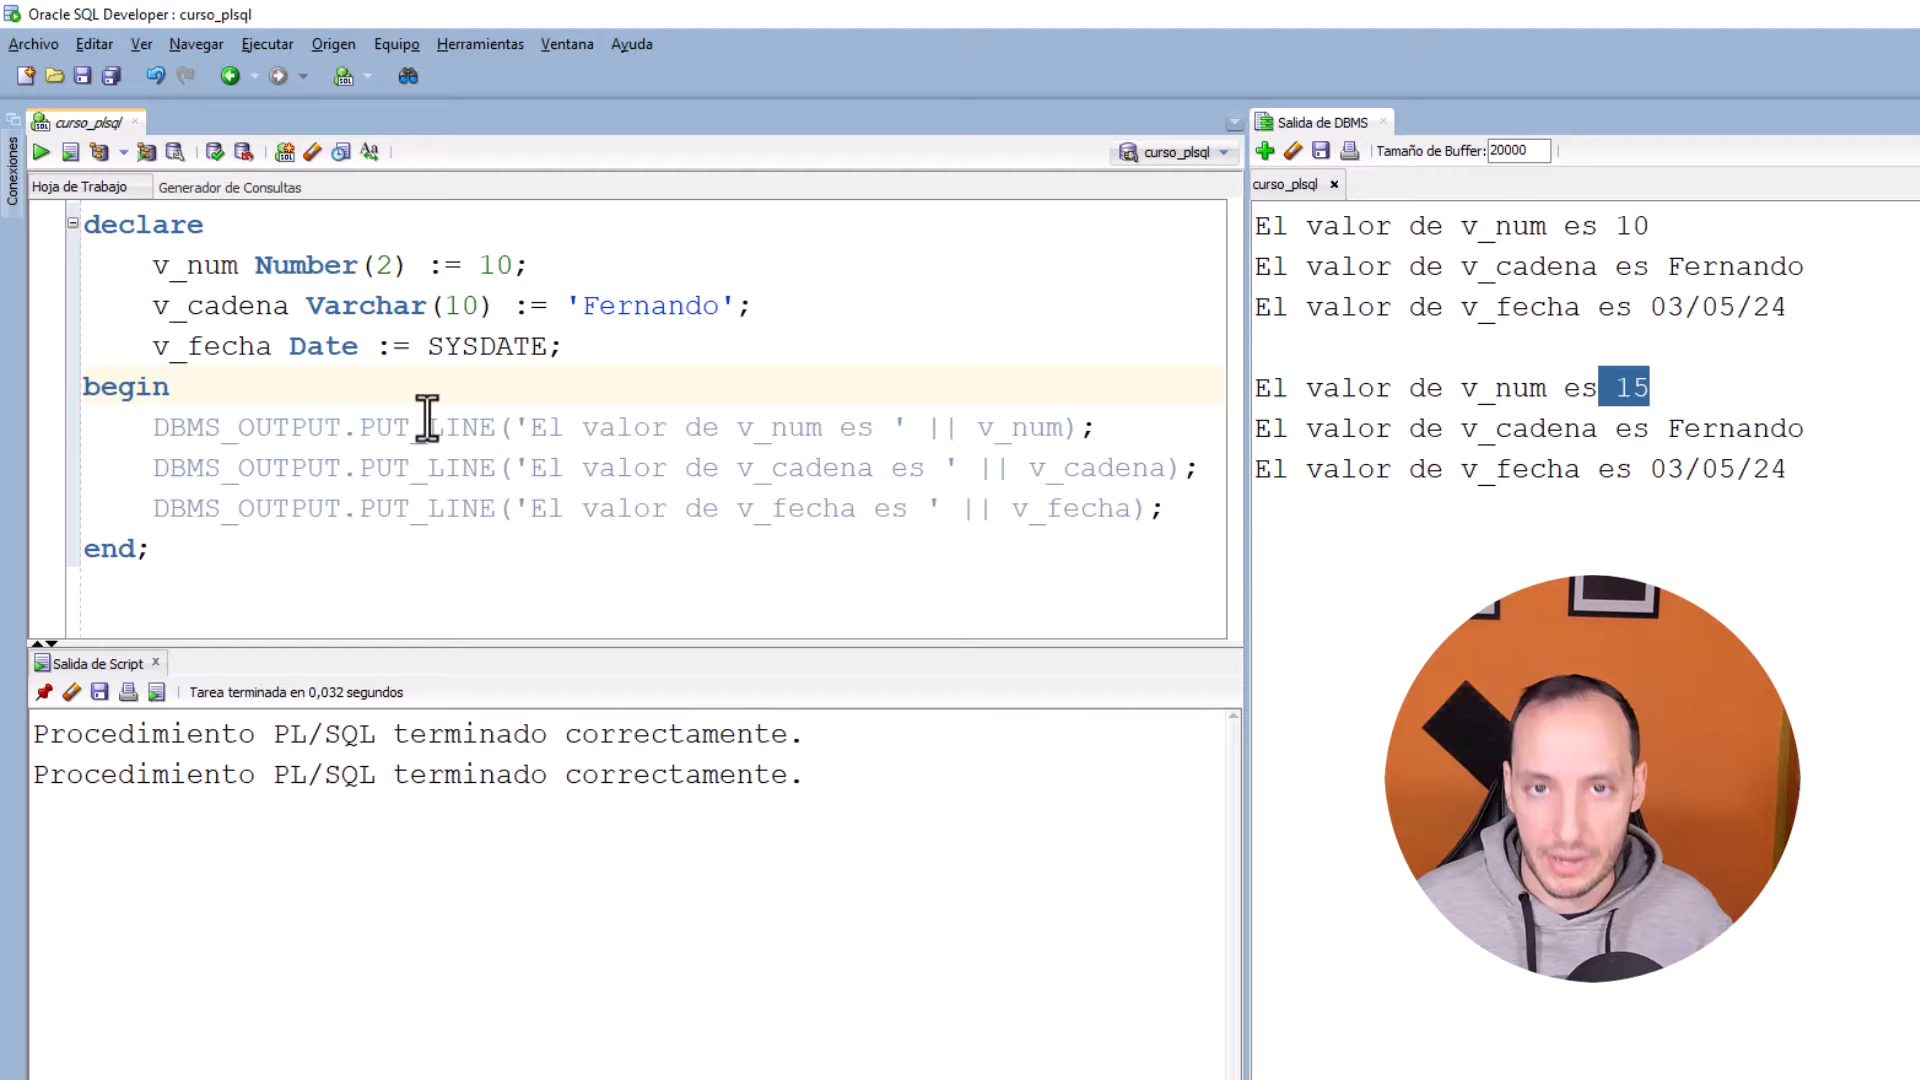 Oracle SQL Developer : curso_plsql
Archivo Editar Ver Navegar Ejecutar Origen Equipo Herramientas Ventana Ayuda
Conexiones
curso_plsql
curso_plsql
Hoja de Trabajo Generador de Consultas
declare
v_num Number(2) := 10;
v_cadena Varchar(10) := 'Fernando';
v_fecha Date := SYSDATE;
begin
DBMS_OUTPUT.PUT_LINE('El valor de v_num es ' || v_num);
DBMS_OUTPUT.PUT_LINE('El valor de v_cadena es ' || v_cadena);
DBMS_OUTPUT.PUT_LINE('El valor de v_fecha es ' || v_fecha);
end;
Salida de Script
Tarea terminada en 0,032 segundos
Procedimiento PL/SQL terminado correctamente.
Procedimiento PL/SQL terminado correctamente.
Salida de DBMS
Tamaño de Buffer: 20000
curso_plsql
El valor de v_num es 10
El valor de v_cadena es Fernando
El valor de v_fecha es 03/05/24
El valor de v_num es 15
El valor de v_cadena es Fernando
El valor de v_fecha es 03/05/24